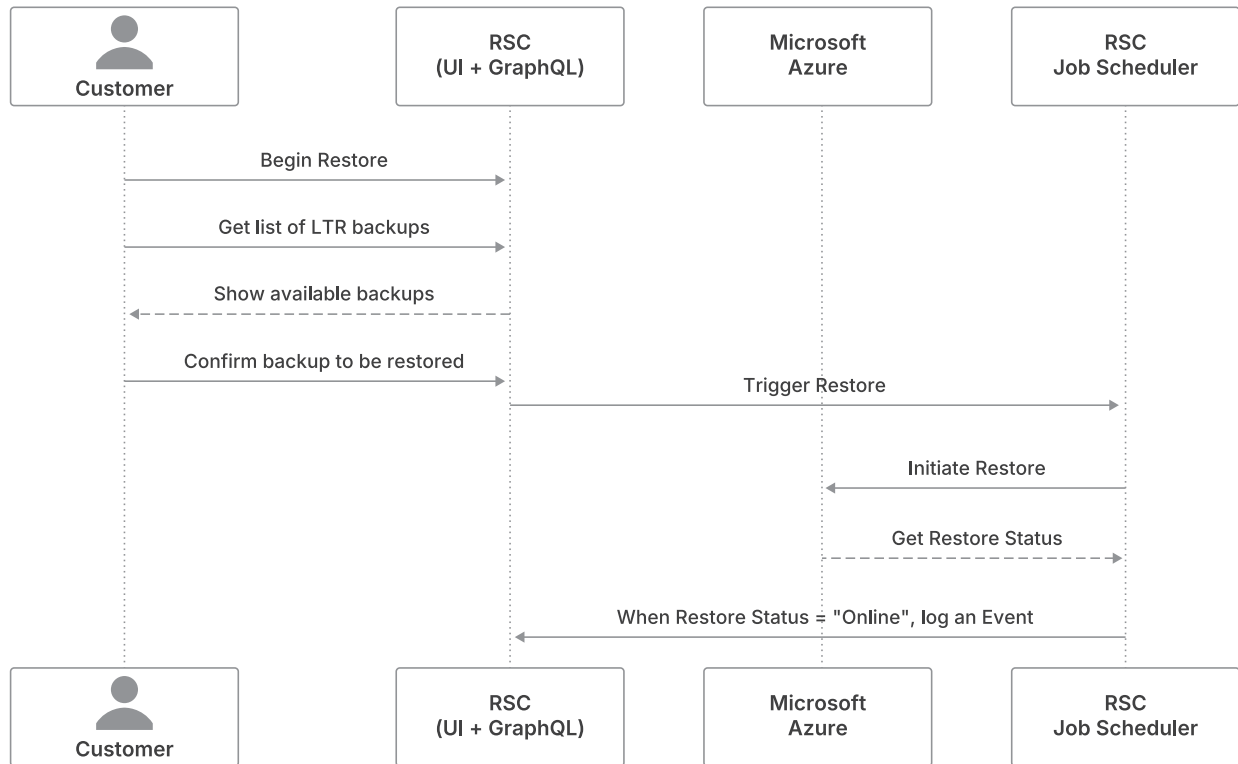 Customer
RSC
(UI + GraphQL)
Microsoft
Azure
RSC
Job Scheduler
Begin Restore
Get list of LTR backups
Show available backups
Confirm backup to be restored
Trigger Restore
Initiate Restore
Get Restore Status
When Restore Status = "Online", log an Event
Customer
RSC
(UI + GraphQL)
Microsoft
Azure
RSC
Job Scheduler